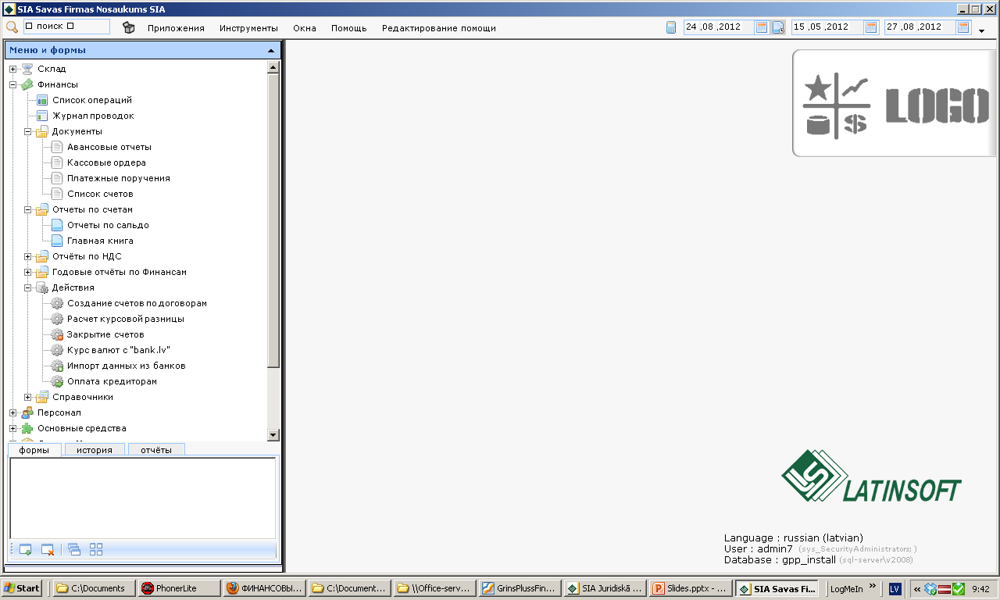 SIA Savas Firmas Nosaukums SIA
поиск
Приложения Инструменты Окна Помощь Редактирование помощи
24 ,08 ,2012 15 ,05 ,2012 27 ,08 ,2012
Меню и формы
Склад
Финансы
Список операций
Журнал проводок
Документы
Авансовые отчеты
Кассовые ордера
Платежные поручения
Список счетов
Отчеты по счетам
Отчеты по сальдо
Главная книга
Отчёты по НДС
Годовые отчёты по Финансам
Действия
Создание счетов по договорам
Расчет курсовой разницы
Закрытие счетов
Курс валют с "bank.lv"
Импорт данных из банков
Оплата кредиторам
Справочники
Персонал
Основные средства
формы история отчёты
LOGO
LATINSOFT
Language : russian (latvian)
User : admin7 (sys_SecurityAdministrators; )
Database : gpp_install (sql-server\v2008)
Start C:\Documents PhonerLite ФИНАНСОВЫ... C:\Document... \\Office-serv... GrinsPlussFin... SIA Juridiskā ... Slides.pptx - ... SIA Savas Fi... LogMeIn » LV « 9:42